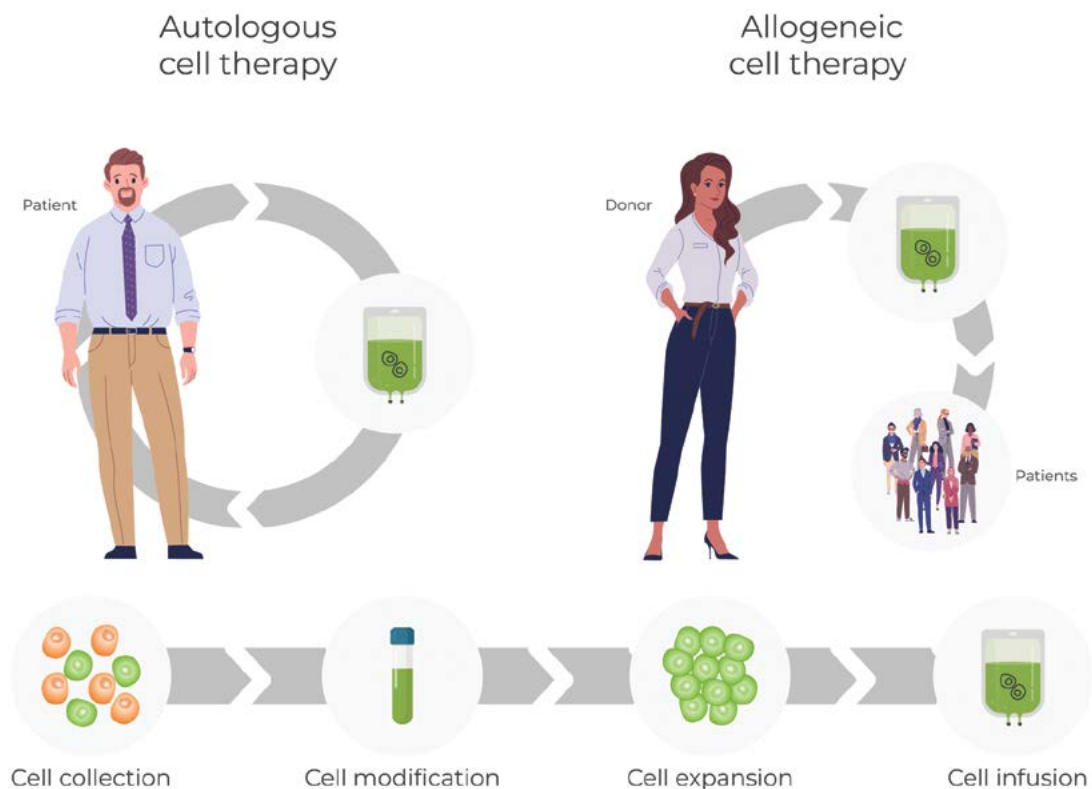 Autologous
cell therapy
Allogeneic
cell therapy
Patient
Donor
Patients
Cell collection
Cell modification
Cell expansion
Cell infusion